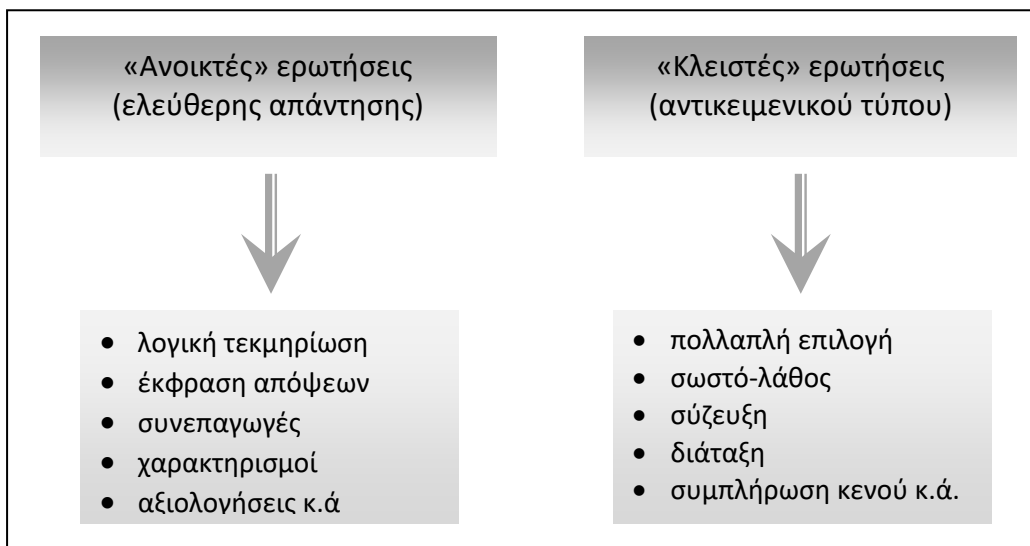 «Ανοικτές» ερωτήσεις
(ελεύθερης απάντησης)
• λογική τεκμηρίωση
• έκφραση απόψεων
• συνεπαγωγές
• χαρακτηρισμοί
• αξιολογήσεις κ.ά
«Κλειστές» ερωτήσεις
(αντικειμενικού τύπου)
• πολλαπλή επιλογή
• σωστό-λάθος
• σύζευξη
• διάταξη
• συμπλήρωση κενού κ.ά.